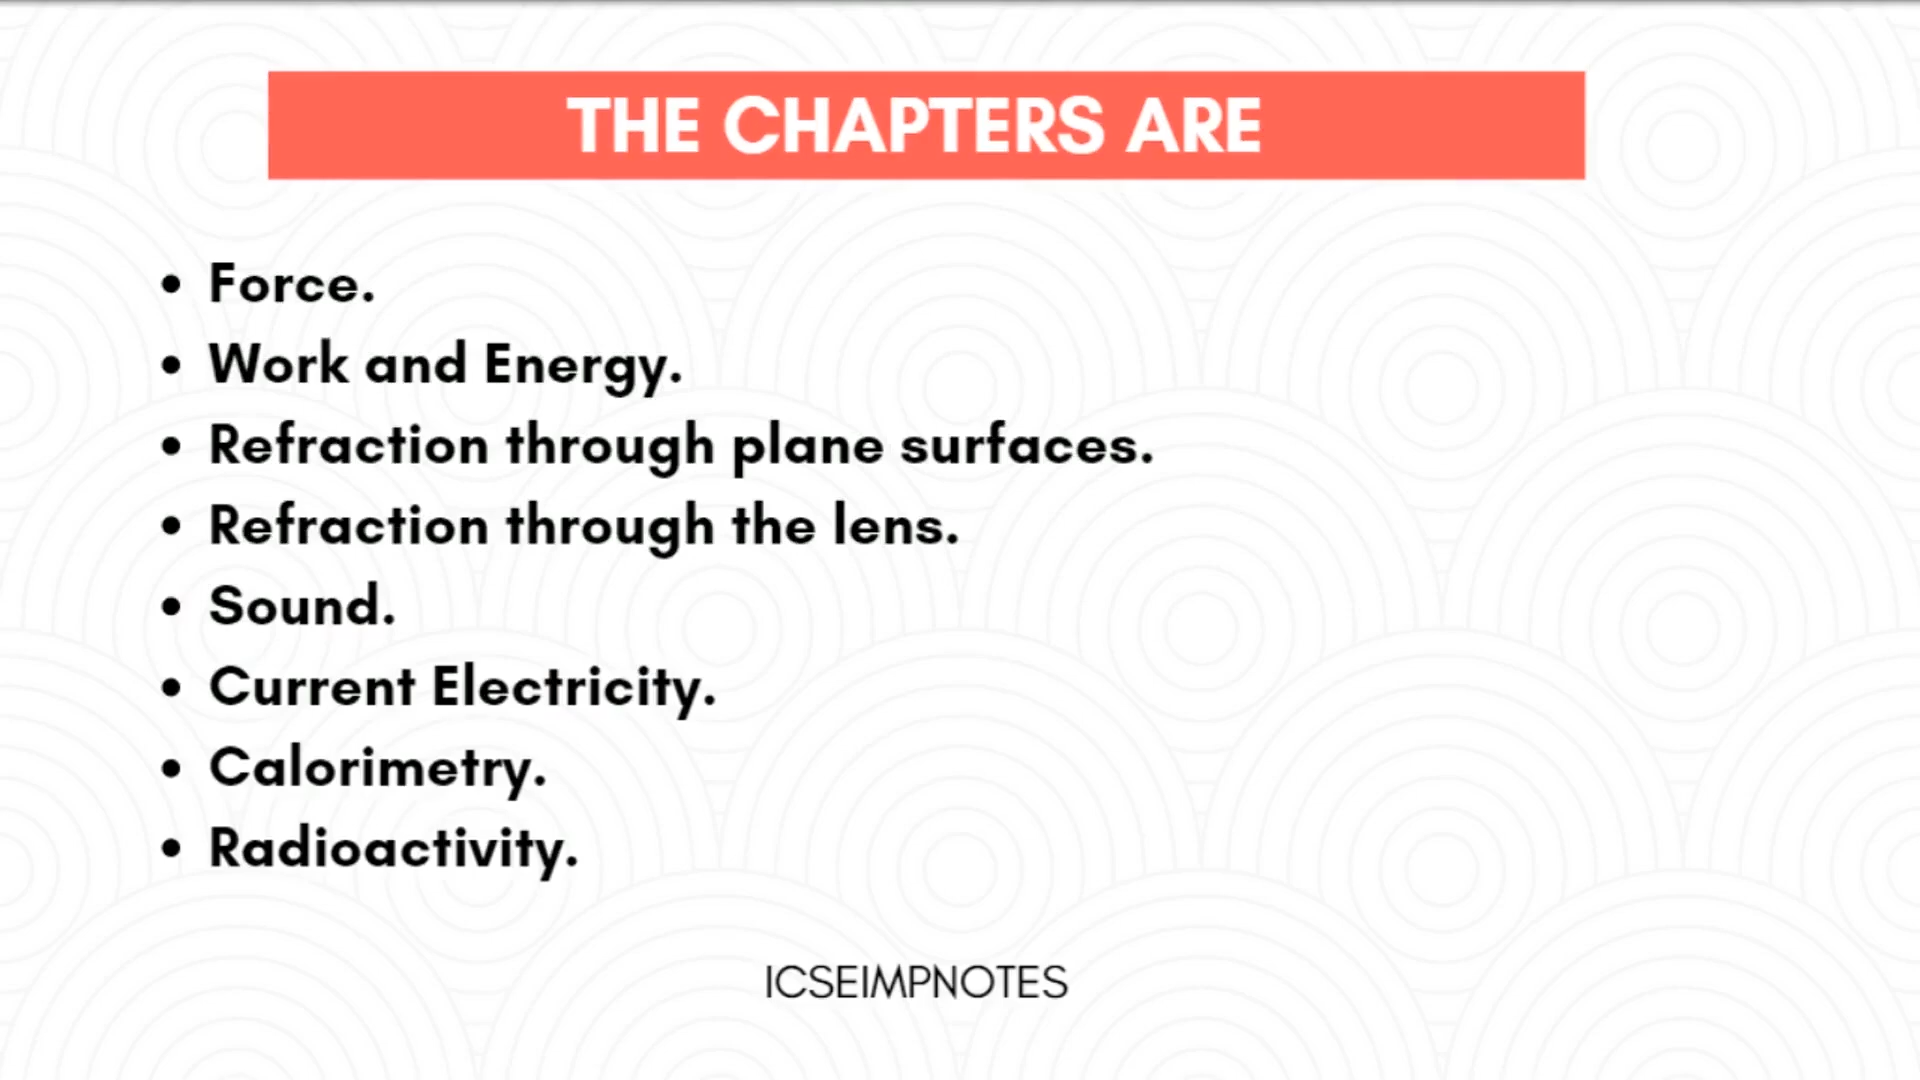 THE CHAPTERS ARE
• Force.
• Work and Energy.
• Refraction through plane surfaces.
• Refraction through the lens.
• Sound.
• Current Electricity.
• Calorimetry.
• Radioactivity.
ICSEIMPNOTES